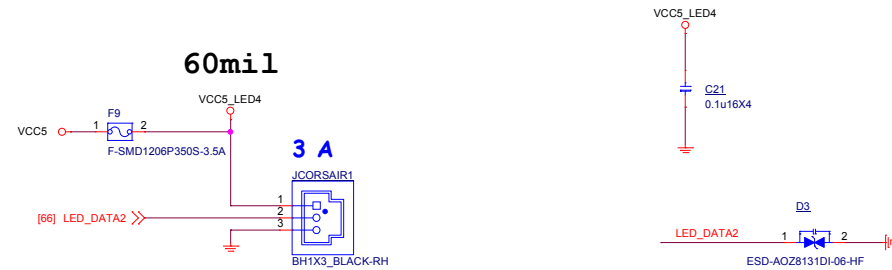 60mil
VCC5_LED4
F9
VCC5
1
2
F-SMD1206P350S-3.5A
3 A
JCORSAIR1
1
[66] LED_DATA2
2
3
BH1X3_BLACK-RH
VCC5_LED4
C21
0.1u16X4
D3
LED_DATA2
1
2
ESD-AOZ8131DI-06-HF